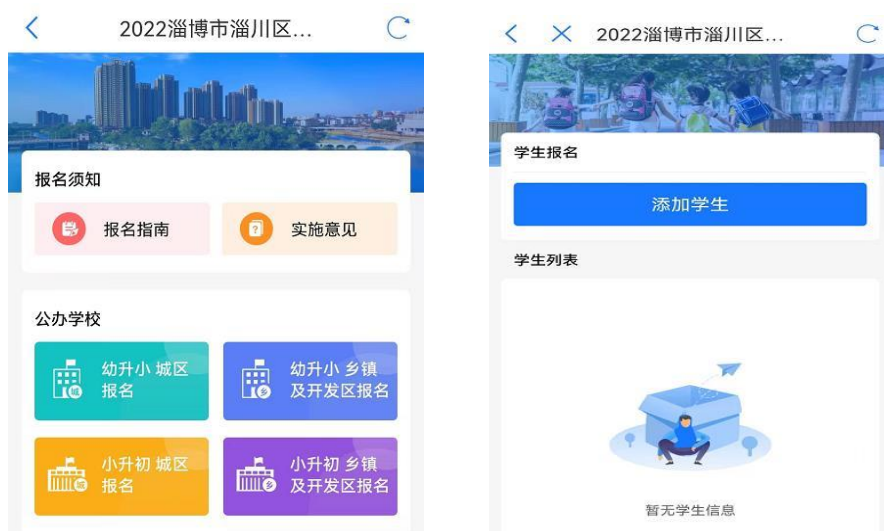 2022淄博市淄川区...
报名须知
报名指南
实施意见
公办学校
幼升小 城区
报名
城
幼升小 乡镇
及开发区报名
乡
小升初 城区
报名
城
小升初 乡镇
及开发区报名
乡
2022淄博市淄川区...
学生报名
添加学生
学生列表
暂无学生信息